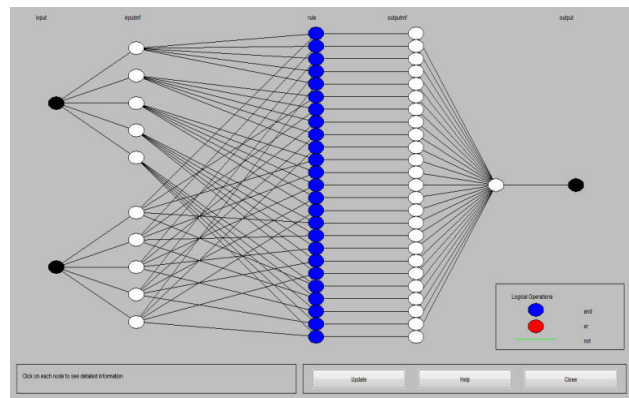 input inputmf rule outputmf output
Logical Operations
and
or
not
Click on each node to see detailed information
Update Help Close